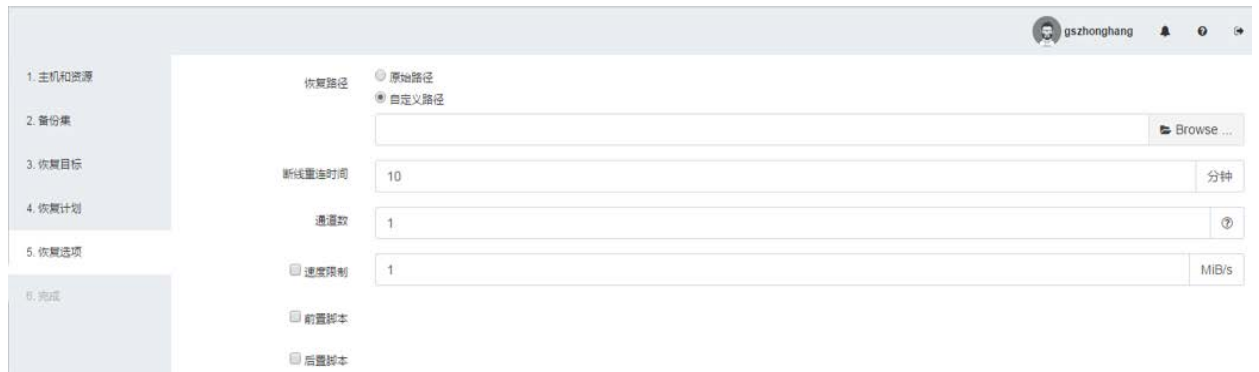 gszhonghang
1. 主机和资源
2. 备份集
3. 恢复目标
4. 恢复计划
5. 恢复选项
6. 完成
恢复路径
原始路径
自定义路径
Browse ...
断线重连时间
10
分钟
通道数
1
速度限制
1
MiB/s
前置脚本
后置脚本